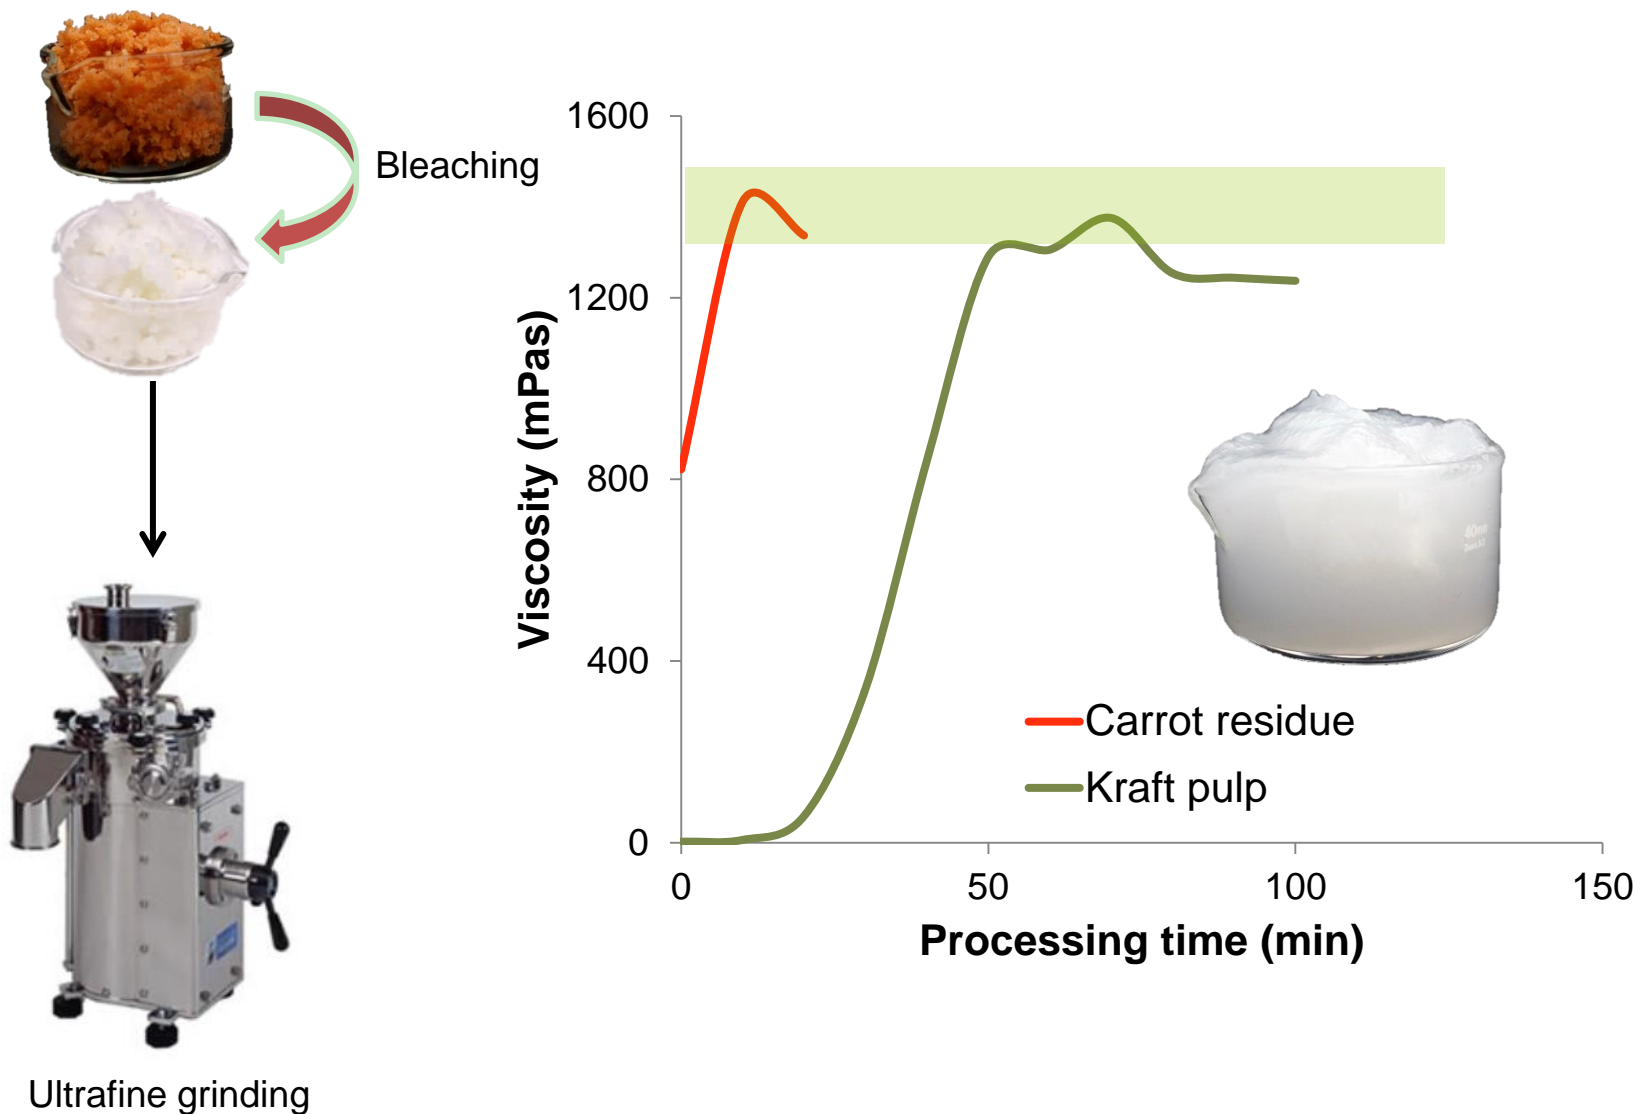 Bleaching
Ultrafine grinding
Viscosity (mPas)
1600
1200
800
400
0
0 50 100 150
Processing time (min)
Carrot residue
Kraft pulp